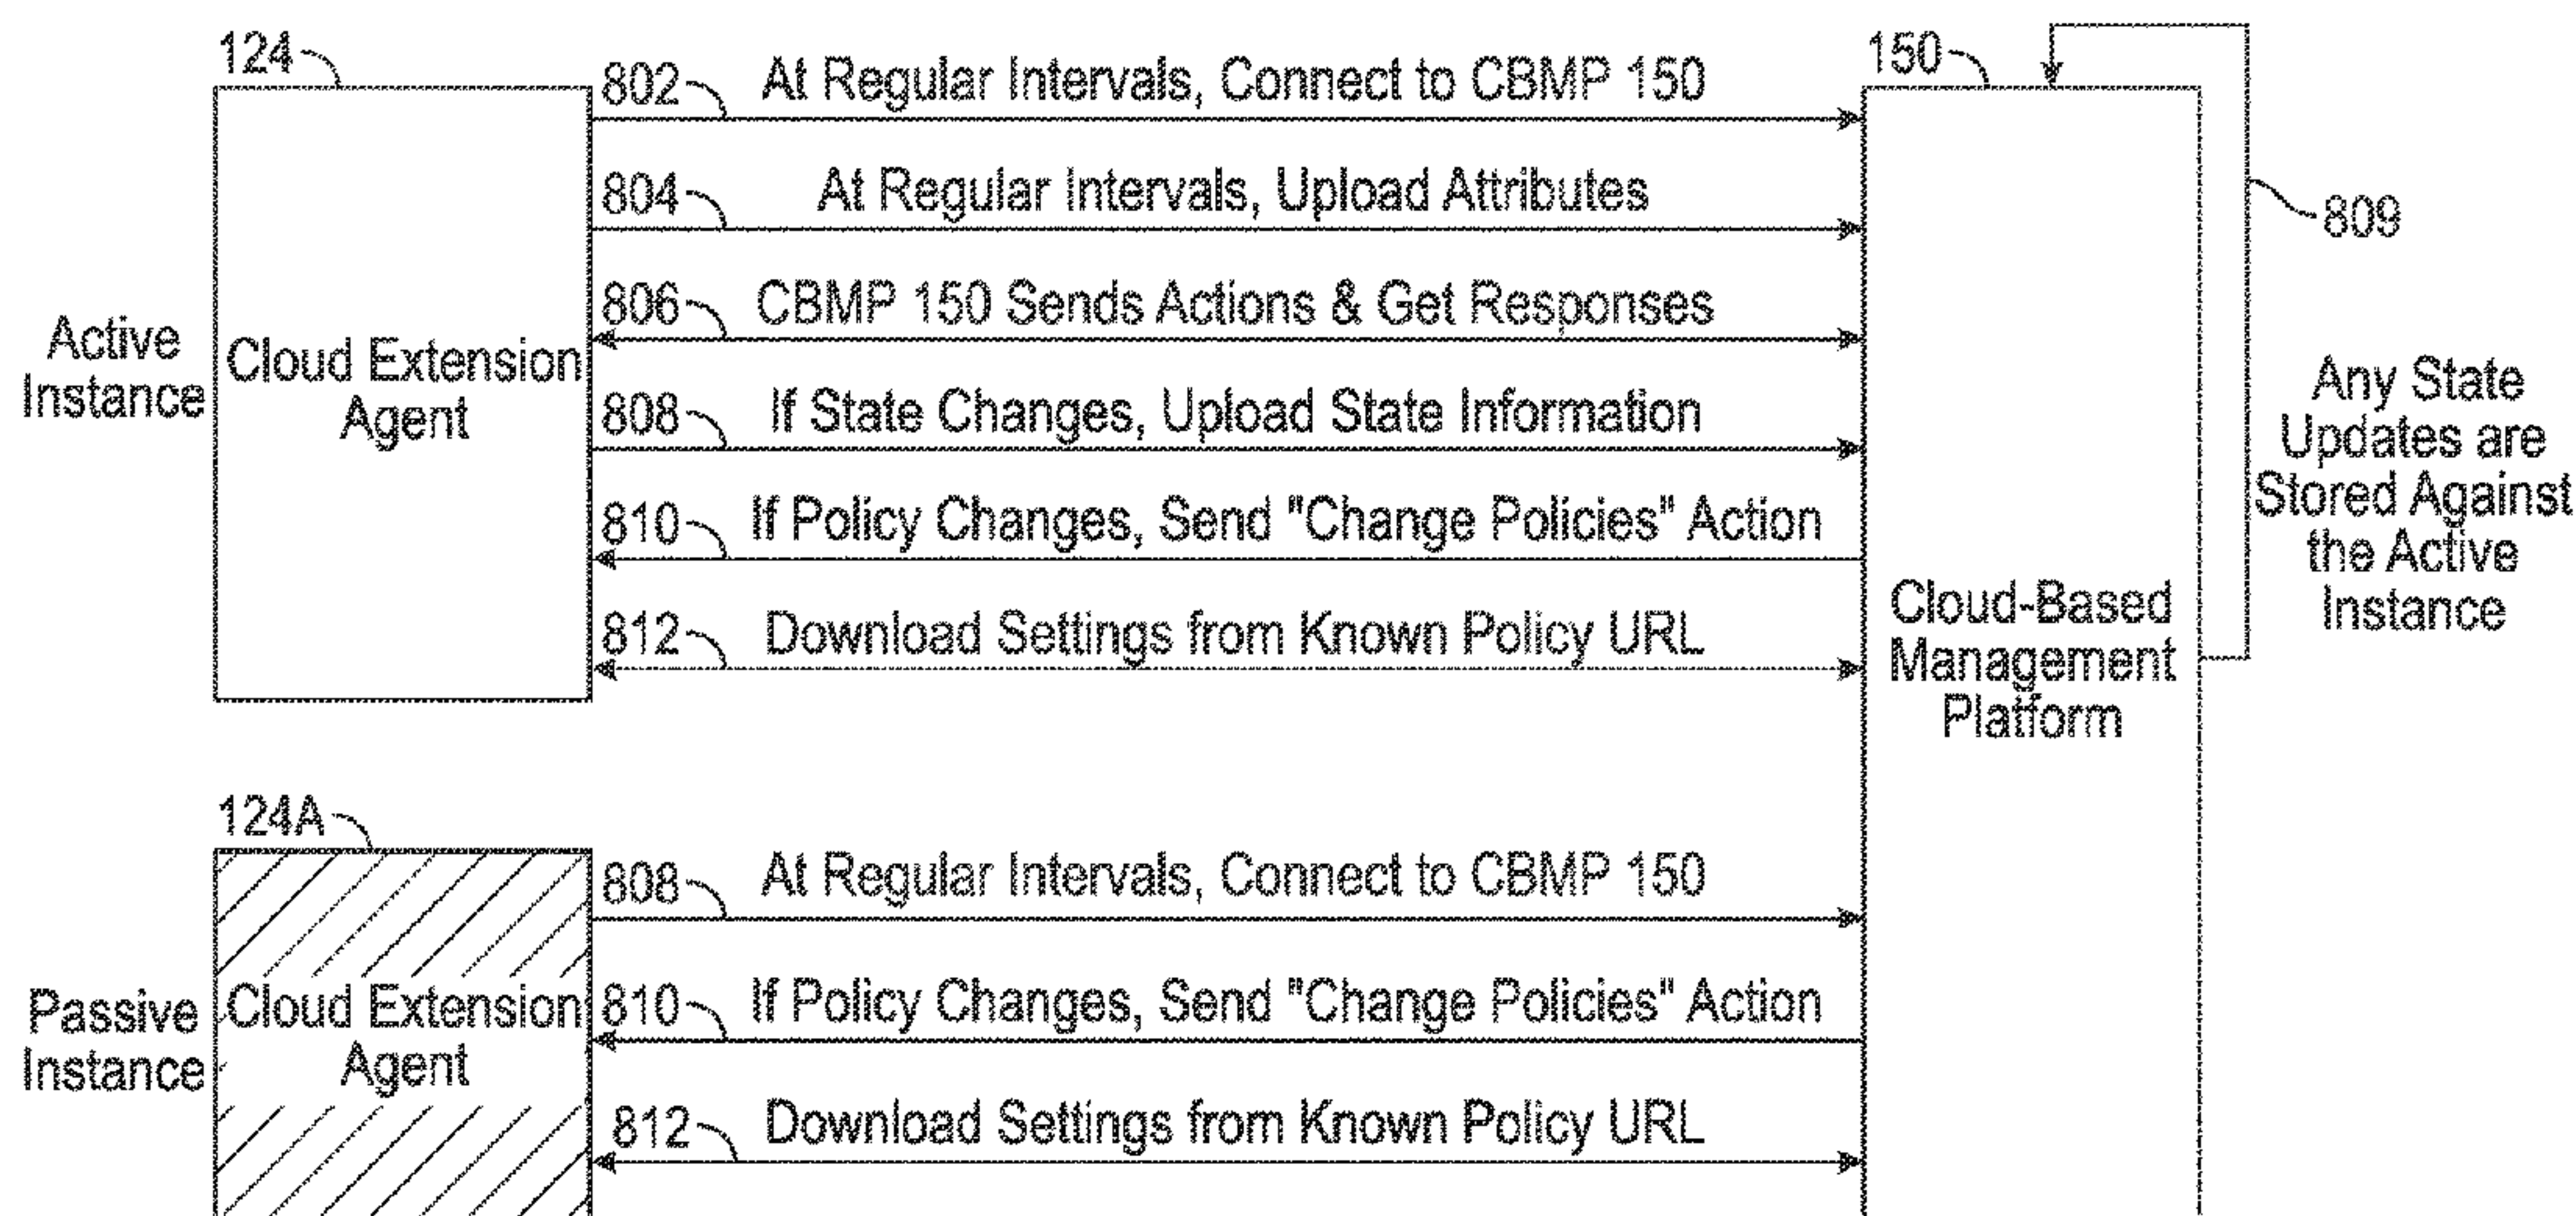 124
150
802
At Regular Intervals, Connect to CBMP 150
804
At Regular Intervals, Upload Attributes
809
806
CBMP 150 Sends Actions & Get Responses
Active
Instance
Cloud Extension
Agent
808
If State Changes, Upload State Information
Any State
Updates are
Stored Against
the Active
Instance
810
If Policy Changes, Send "Change Policies" Action
812
Download Settings from Known Policy URL
Cloud-Based
Management
Platform
124A
808
At Regular Intervals, Connect to CBMP 150
Passive
Instance
Cloud Extension
Agent
810
If Policy Changes, Send "Change Policies" Action
812
Download Settings from Known Policy URL